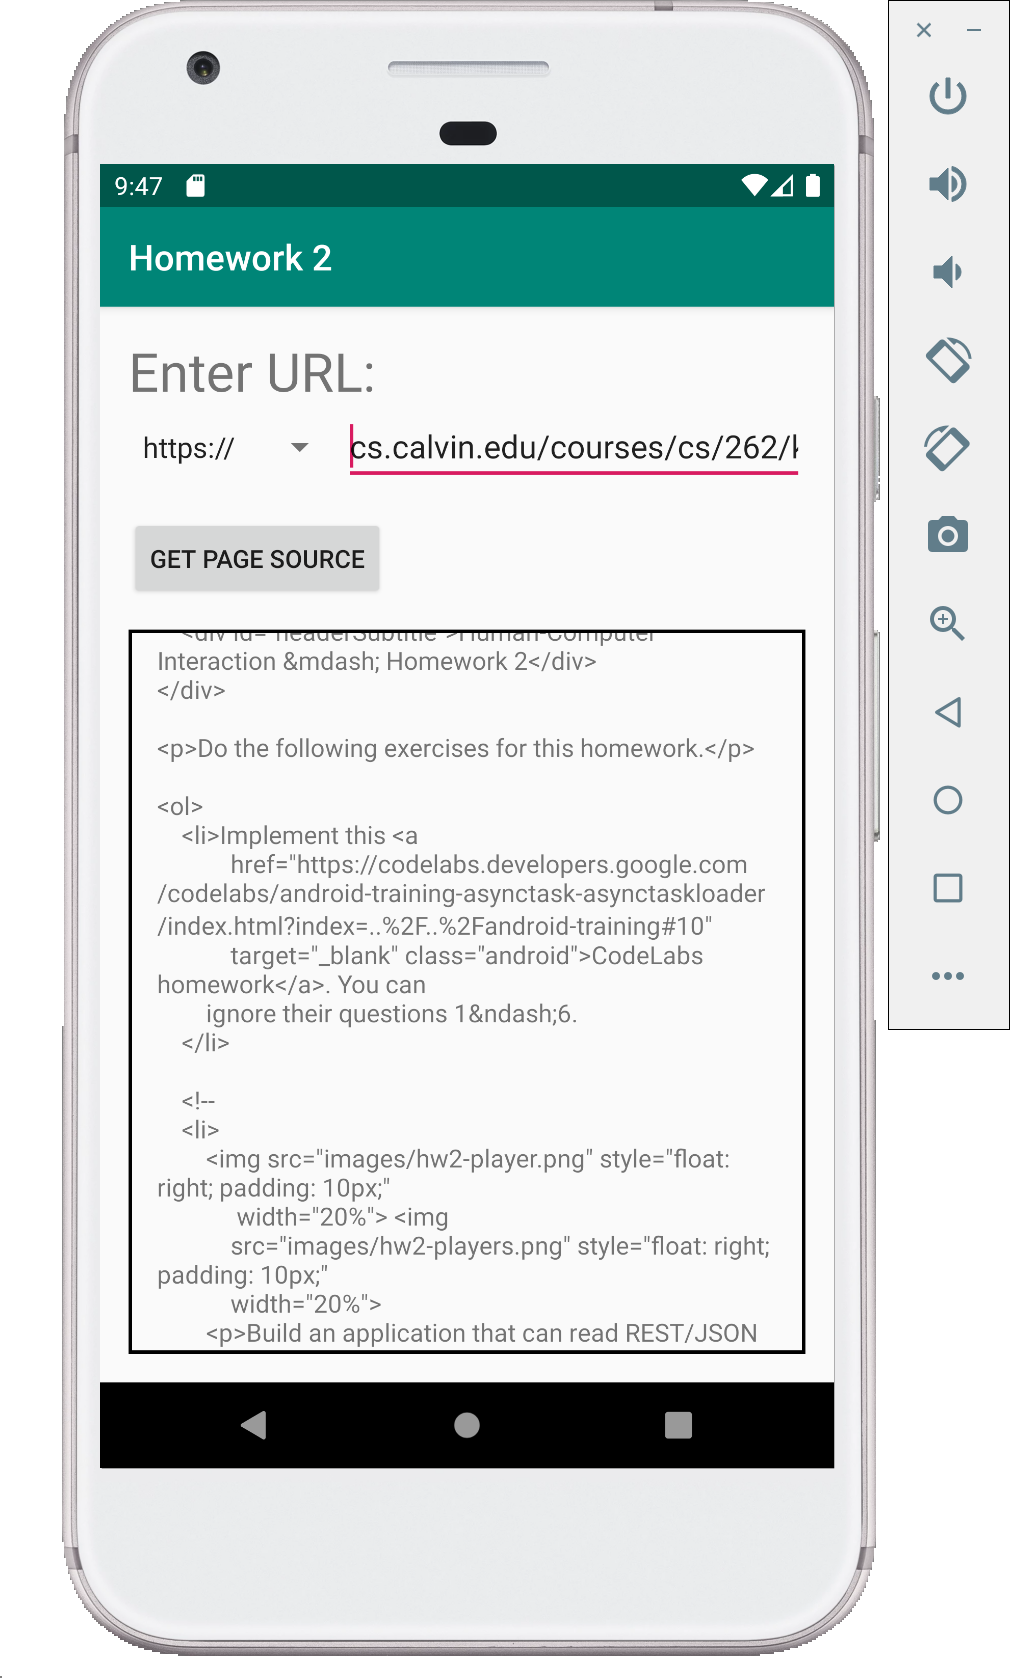 9:47
Homework 2
Enter URL:
https://
cs.calvin.edu/courses/cs/262/k
GET PAGE SOURCE
<div id="headerSubtitle">Human-Computer
Interaction &mdash; Homework 2</div>
</div>
<p>Do the following exercises for this homework.</p>
<ol>
<li>Implement this <a
href="https://codelabs.developers.google.com
/codelabs/android-training-asynctask-asynctaskloader
/index.html?index=..%2F..%2Fandroid-training#10"
target="_blank" class="android">CodeLabs
homework</a>. You can
ignore their questions 1&ndash;6.
</li>
<!--
<li>
<img src="images/hw2-player.png" style="float:
right; padding: 10px;"
width="20%"> <img
src="images/hw2-players.png" style="float: right;
padding: 10px;"
width="20%">
<p>Build an application that can read REST/JSON